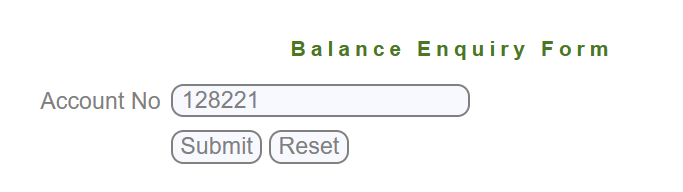 Balance Enquiry Form
Account No 128221
Submit Reset